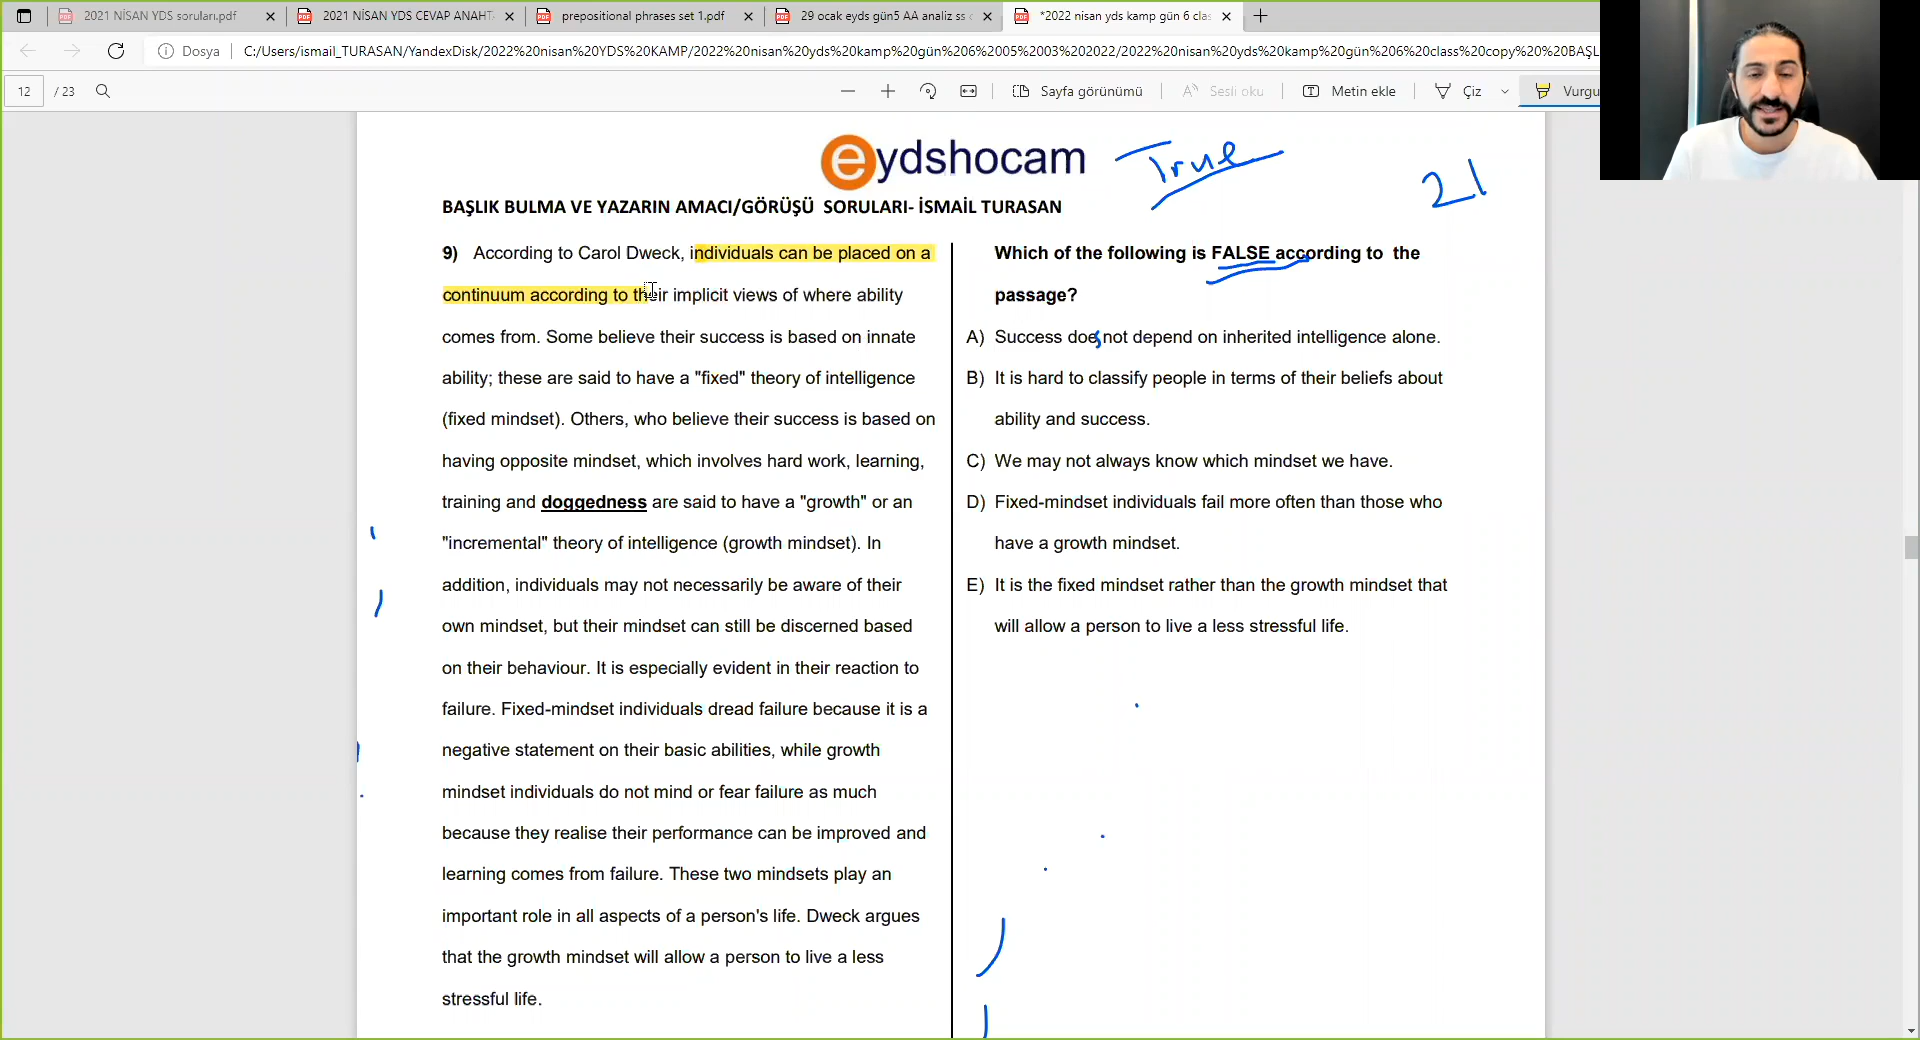 2021 NİSAN YDS soruları.pdf
2021 NİSAN YDS CEVAP ANAHT
prepositional phrases set 1.pdf
29 ocak eyds gün5 AA analiz ss c
*2022 nisan yds kamp gün 6 clas
Dosya
C:/Users/ismail_TURASAN/YandexDisk/2022%20nisan%20YDS%20KAMP/2022%20nisan%20yds%20kamp%20gün%206%2005%2003%202022/2022%20nisan%20yds%20kamp%20gün%206%20class%20copy%20%20BAŞL
12 / 23
Sayfa görünümü
Sesli oku
Metin ekle
Çiz
Vurgu
eydshocam
True
21
BAŞLIK BULMA VE YAZARIN AMACI/GÖRÜŞÜ SORULARI- İSMAİL TURASAN
9) According to Carol Dweck, individuals can be placed on a
continuum according to their implicit views of where ability
comes from. Some believe their success is based on innate
ability; these are said to have a "fixed" theory of intelligence
(fixed mindset). Others, who believe their success is based on
having opposite mindset, which involves hard work, learning,
training and doggedness are said to have a "growth" or an
"incremental" theory of intelligence (growth mindset). In
addition, individuals may not necessarily be aware of their
own mindset, but their mindset can still be discerned based
on their behaviour. It is especially evident in their reaction to
failure. Fixed-mindset individuals dread failure because it is a
negative statement on their basic abilities, while growth
mindset individuals do not mind or fear failure as much
because they realise their performance can be improved and
learning comes from failure. These two mindsets play an
important role in all aspects of a person's life. Dweck argues
that the growth mindset will allow a person to live a less
stressful life.
Which of the following is FALSE according to the
passage?
A) Success does not depend on inherited intelligence alone.
B) It is hard to classify people in terms of their beliefs about
ability and success.
C) We may not always know which mindset we have.
D) Fixed-mindset individuals fail more often than those who
have a growth mindset.
E) It is the fixed mindset rather than the growth mindset that
will allow a person to live a less stressful life.